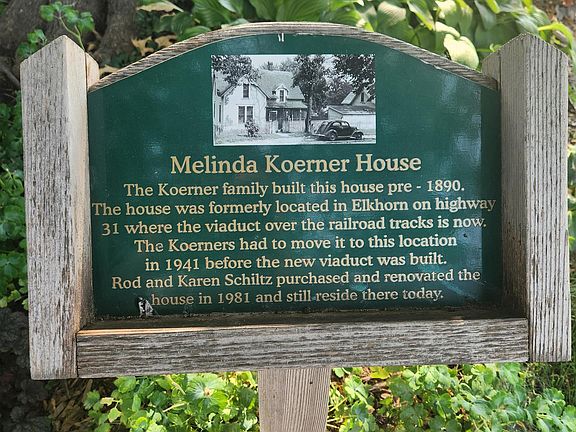 Melinda Koerner House
The Koerner family built this house pre - 1890.
The house was formerly located in Elkhorn on highway
31 where the viaduct over the railroad tracks is now.
The Koerners had to move it to this location
in 1941 before the new viaduct was built.
Rod and Karen Schiltz purchased and renovated the
house in 1981 and still reside there today.